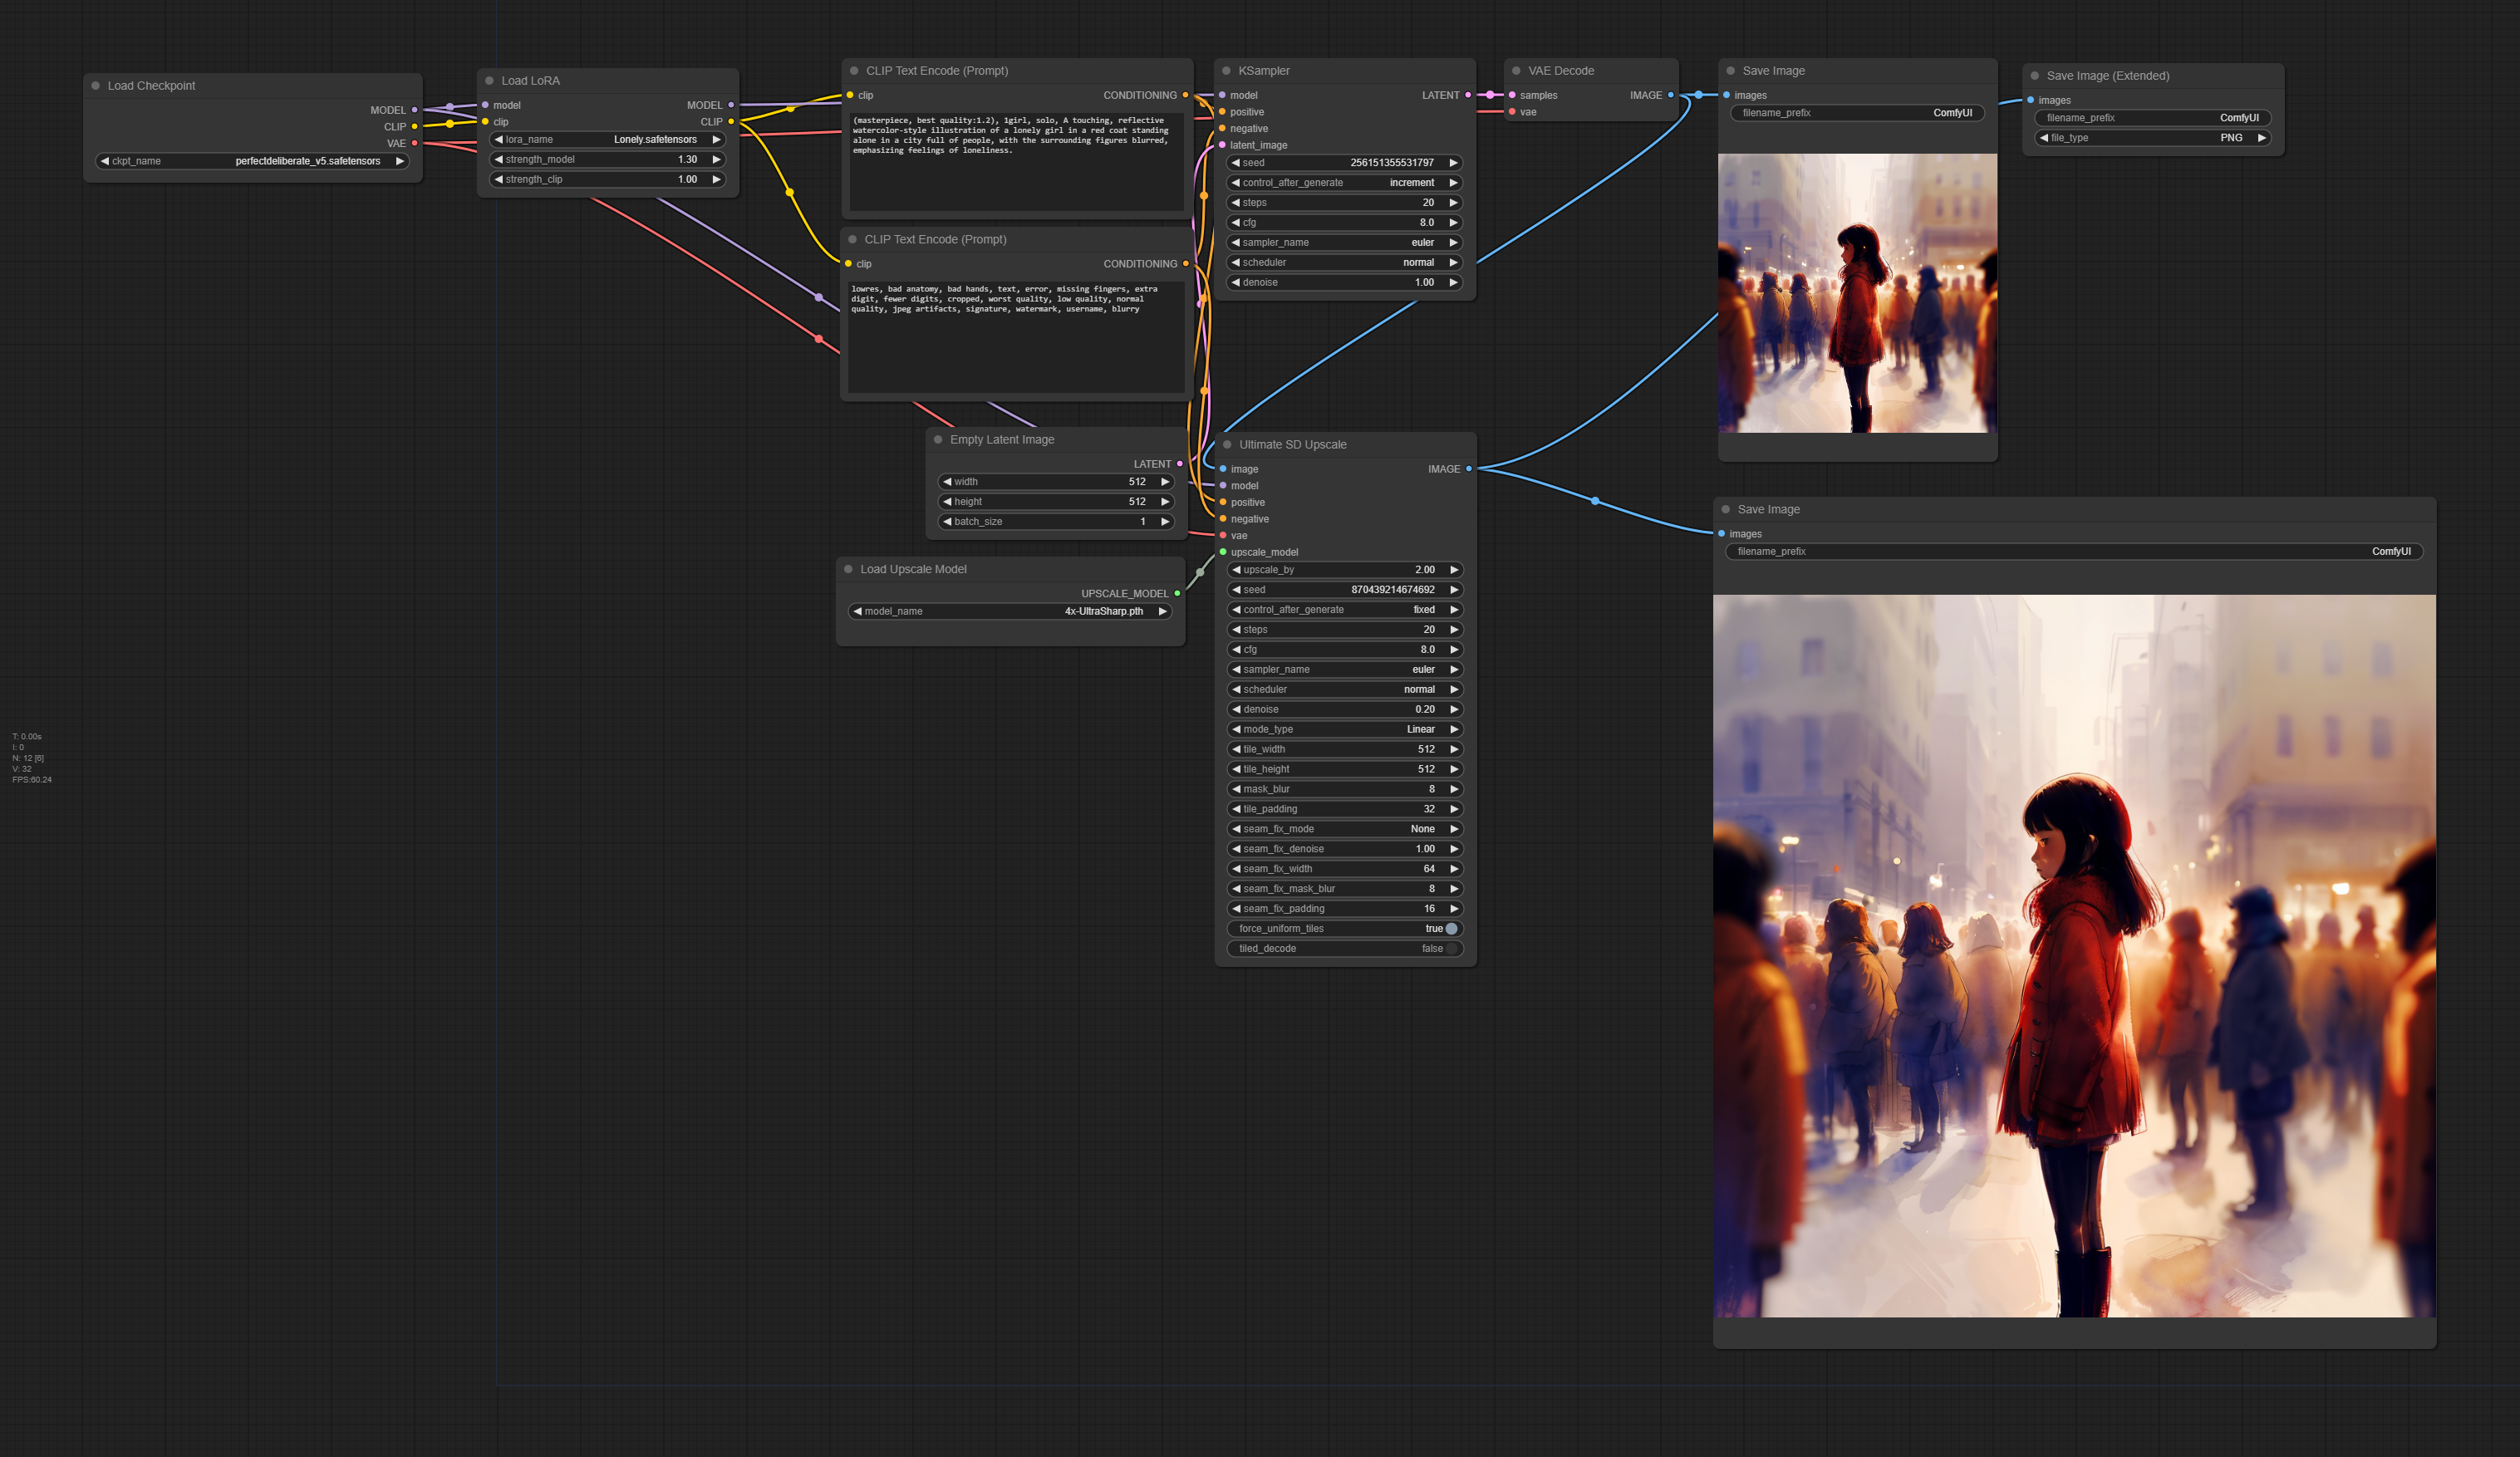 Load Checkpoint
MODEL
CLIP
VAE
ckpt_name perfectdeliberate_v5.safetensors
Load LoRA
model MODEL
clip CLIP
lora_name Lonely.safetensors
strength_model 1.30
strength_clip 1.00
CLIP Text Encode (Prompt)
clip CONDITIONING
(masterpiece, best quality:1.2), 1girl, solo, A touching, reflective
watercolor-style illustration of a lonely girl in a red coat standing
alone in a city full of people, with the surrounding figures blurred,
emphasizing feelings of loneliness.
CLIP Text Encode (Prompt)
clip CONDITIONING
lowres, bad anatomy, bad hands, text, error, missing fingers, extra
digit, fewer digits, cropped, worst quality, low quality, normal
quality, jpeg artifacts, signature, watermark, username, blurry
Empty Latent Image
LATENT
width 512
height 512
batch_size 1
Load Upscale Model
UPSCALE_MODEL
model_name 4x-UltraSharp.pth
KSampler
model LATENT
positive
negative
latent_image
seed 256151355531797
control_after_generate increment
steps 20
cfg 8.0
sampler_name euler
scheduler normal
denoise 1.00
VAE Decode
samples IMAGE
vae
Ultimate SD Upscale
image IMAGE
model
positive
negative
vae
upscale_model
upscale_by 2.00
seed 870439214674692
control_after_generate fixed
steps 20
cfg 8.0
sampler_name euler
scheduler normal
denoise 0.20
mode_type Linear
tile_width 512
tile_height 512
mask_blur 8
tile_padding 32
seam_fix_mode None
seam_fix_denoise 1.00
seam_fix_width 64
seam_fix_mask_blur 8
seam_fix_padding 16
force_uniform_tiles true
tiled_decode false
Save Image
images
filename_prefix ComfyUI
Save Image (Extended)
images
filename_prefix ComfyUI
file_type PNG
Save Image
images
filename_prefix ComfyUI
T: 0.00s
I: 0
N: 12 [8]
V: 32
FPS:60.24